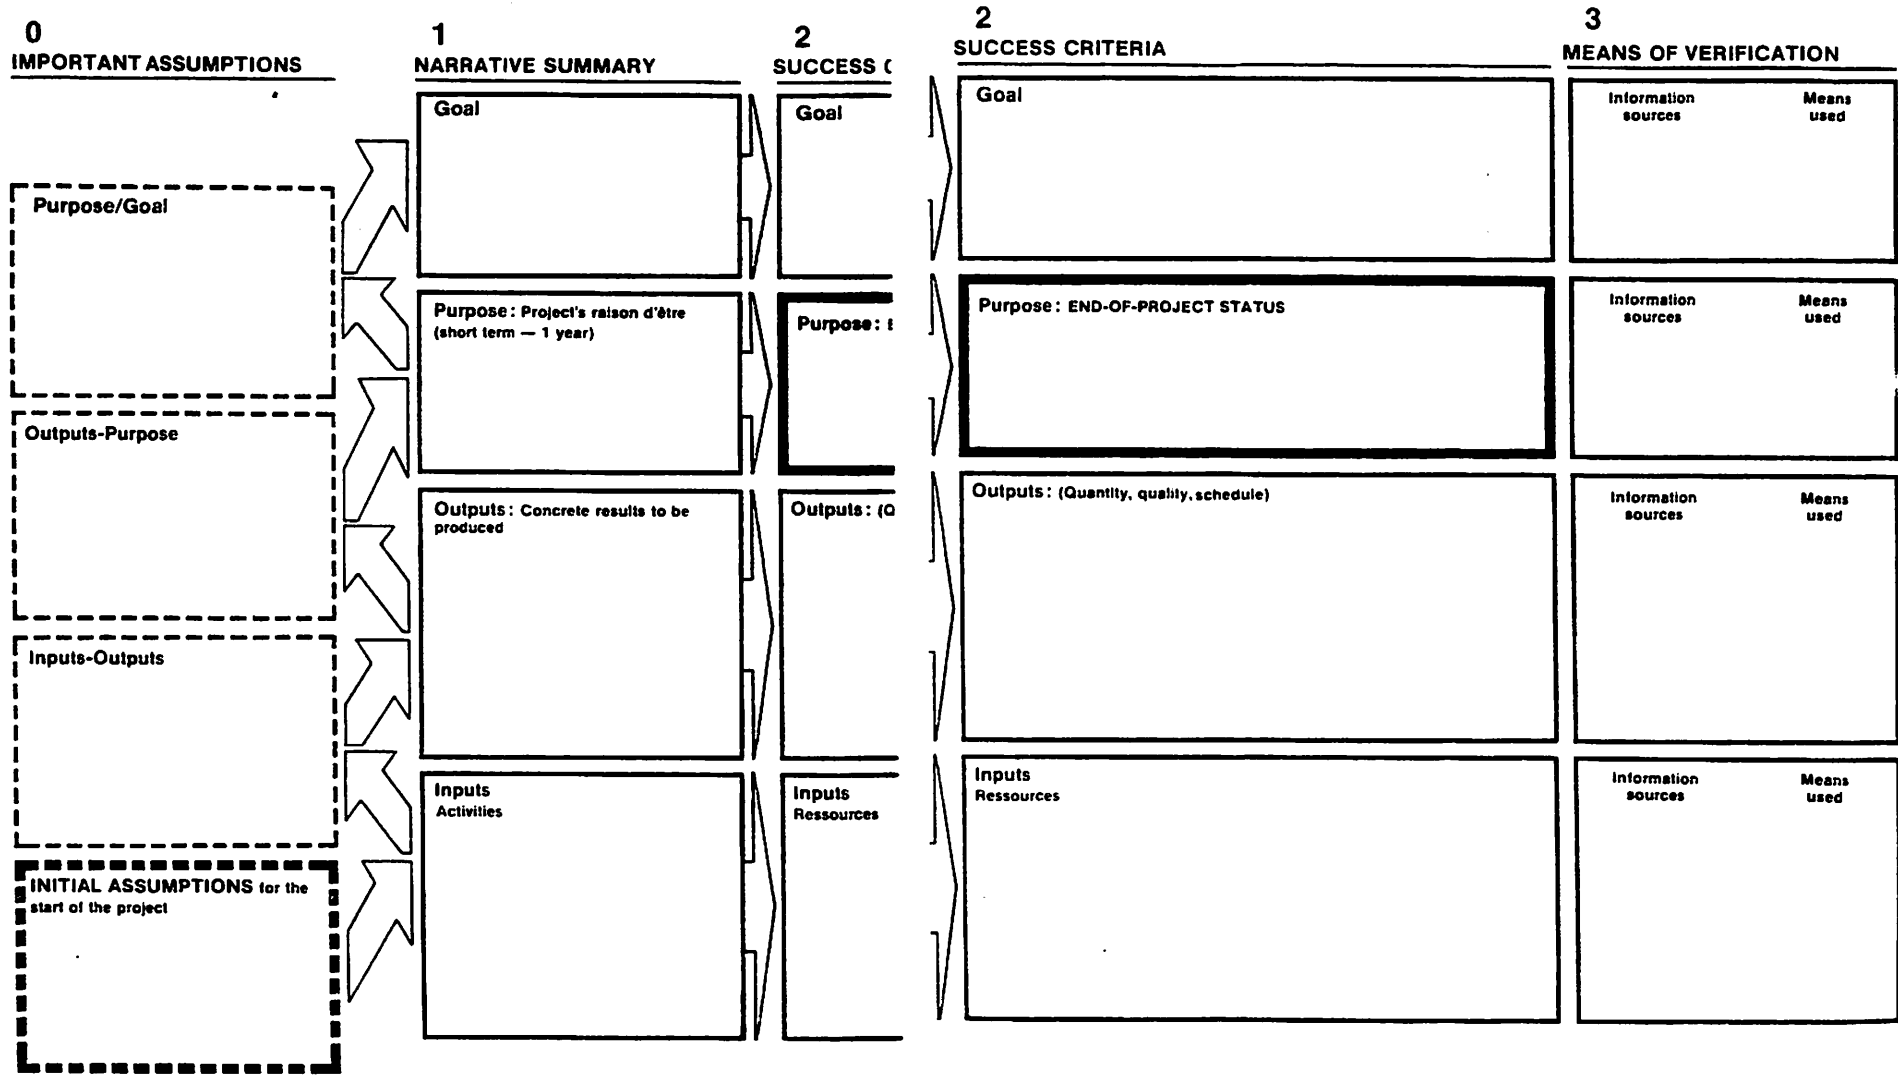 0
IMPORTANT ASSUMPTIONS
Purpose/Goal
Outputs-Purpose
Inputs-Outputs
INITIAL ASSUMPTIONS for the
start of the project
1
NARRATIVE SUMMARY
Goal
Purpose: Project's raison d'être
(short term — 1 year)
Outputs: Concrete results to be
produced
Inputs
Activities
2
SUCCESS
Goal
Purpose:
Outputs: (Q
Inputs
Ressources
2
SUCCESS CRITERIA
Goal
Purpose: END-OF-PROJECT STATUS
Outputs: (Quantity, quality, schedule)
Inputs
Ressources
3
MEANS OF VERIFICATION
Information
sources
Means
used
Information
sources
Means
used
Information
sources
Means
used
Information
sources
Means
used